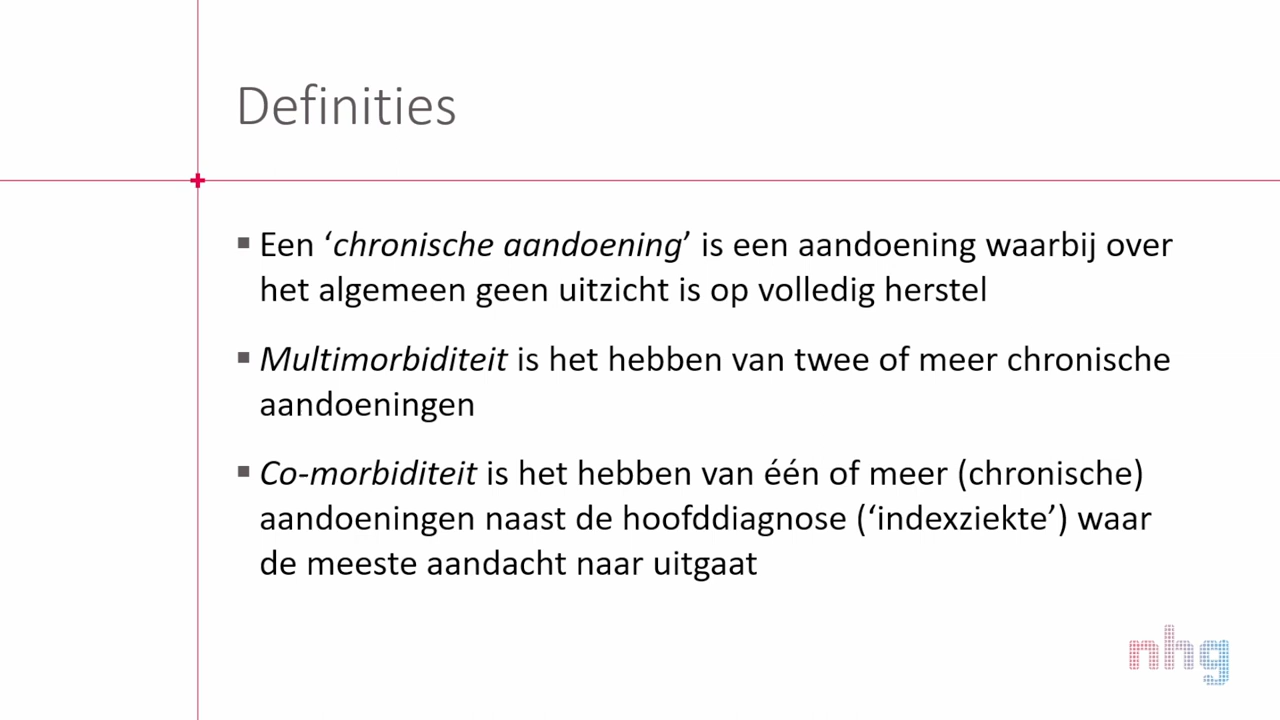 Definities
▪ Een ‘chronische aandoening’ is een aandoening waarbij over
het algemeen geen uitzicht is op volledig herstel
▪ Multimorbiditeit is het hebben van twee of meer chronische
aandoeningen
▪ Co-morbiditeit is het hebben van één of meer (chronische)
aandoeningen naast de hoofddiagnose (‘indexziekte’) waar
de meeste aandacht naar uitgaat
nhg